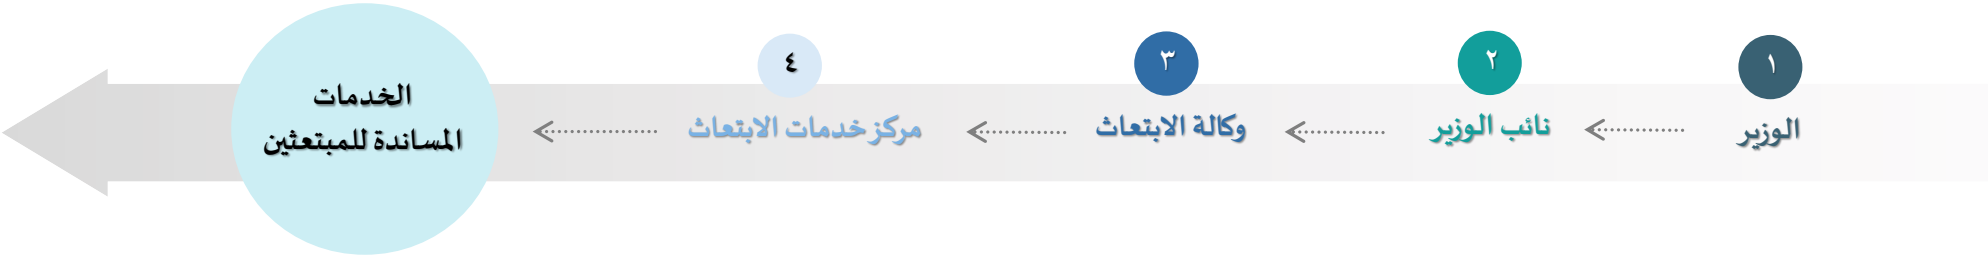 ١
الوزير
٢
نائب الوزير
٣
وكالة الابتعاث
٤
مركز خدمات الابتعاث
الخدمات
المساندة للمبتعثين